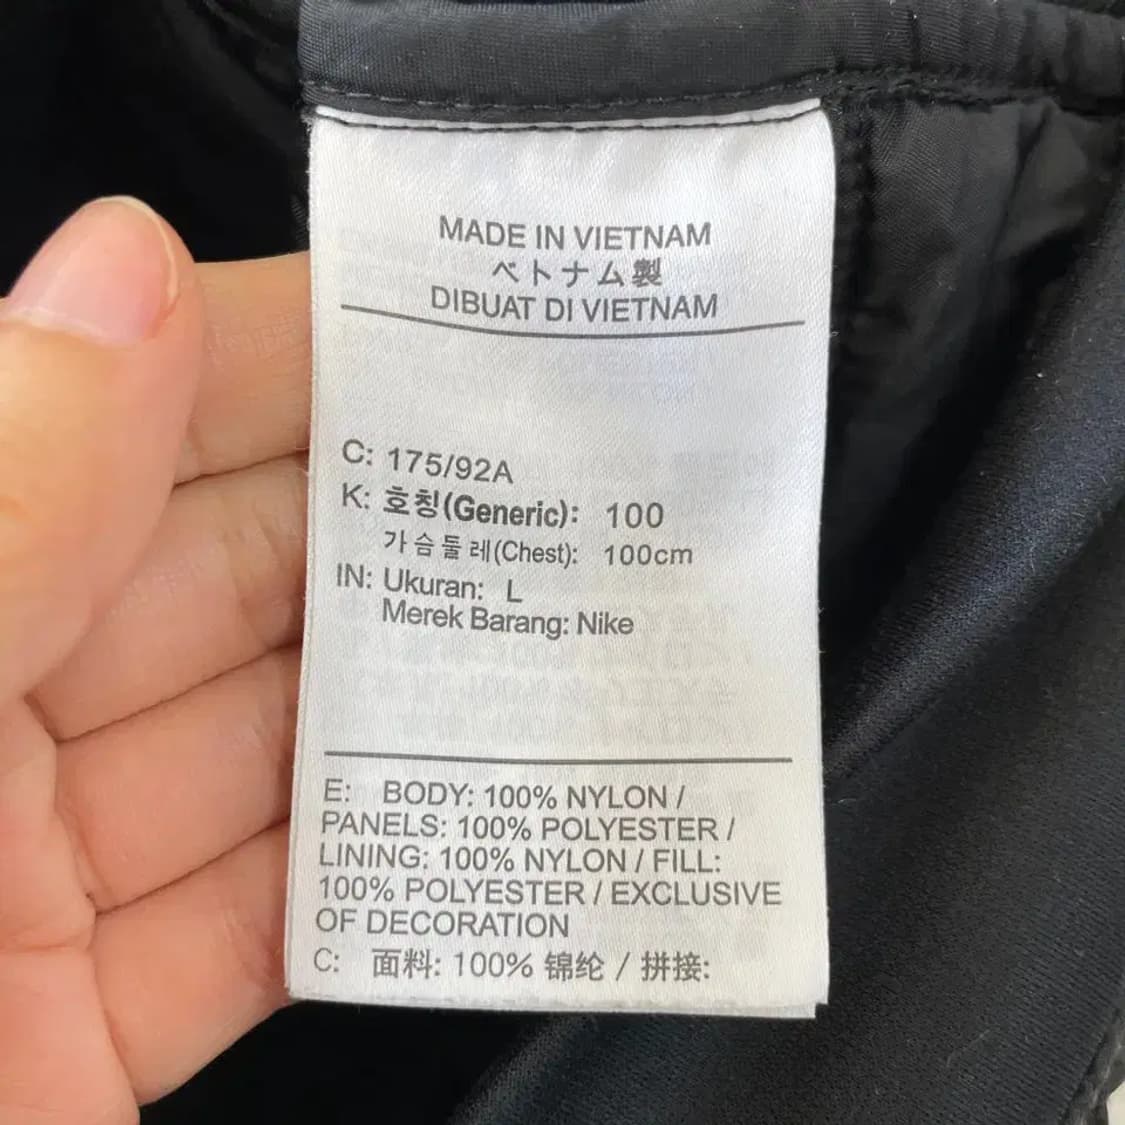 MADE IN VIETNAM
ベトナム製
DIBUAT DI VIETNAM
C: 175/92A
K: 호칭(Generic): 100
가슴둘레(Chest): 100cm
IN: Ukuran: L
Merek Barang: Nike
E: BODY: 100% NYLON /
PANELS: 100% POLYESTER /
LINING: 100% NYLON / FILL:
100% POLYESTER / EXCLUSIVE
OF DECORATION
C: 面料: 100% 锦纶 / 拼接: